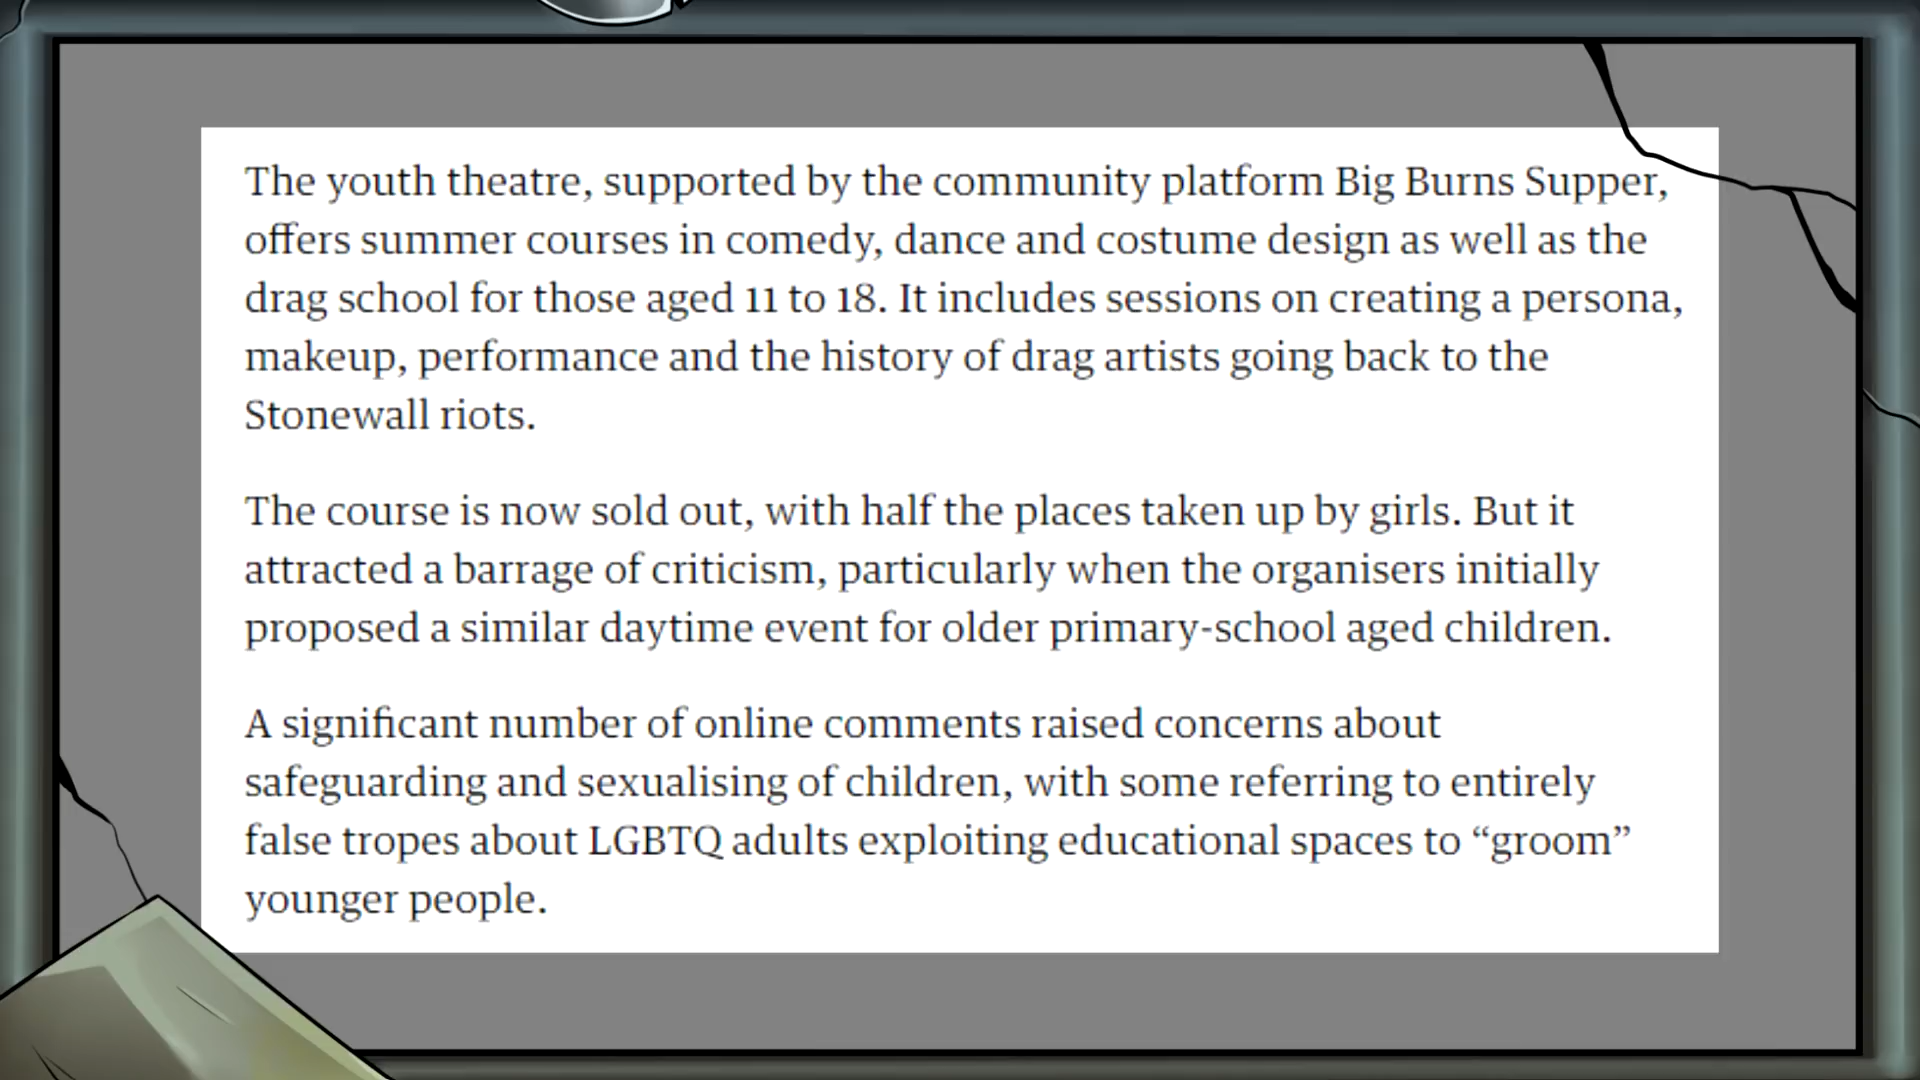 The youth theatre, supported by the community platform Big Burns Supper,
offers summer courses in comedy, dance and costume design as well as the
drag school for those aged 11 to 18. It includes sessions on creating a persona,
makeup, performance and the history of drag artists going back to the
Stonewall riots.
The course is now sold out, with half the places taken up by girls. But it
attracted a barrage of criticism, particularly when the organisers initially
proposed a similar daytime event for older primary-school aged children.
A significant number of online comments raised concerns about
safeguarding and sexualising of children, with some referring to entirely
false tropes about LGBTQ adults exploiting educational spaces to “groom”
younger people.